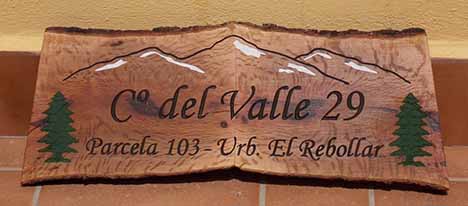 Cº del Valle 29
Parcela 103 - Urb. El Rebollar